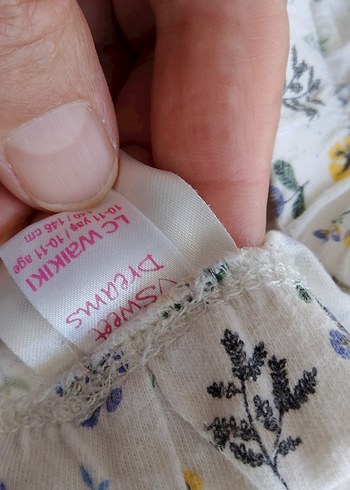 Sweet
Dreams
LC WAIKIKI
10-11 yaş / 10-11 age
146 cm